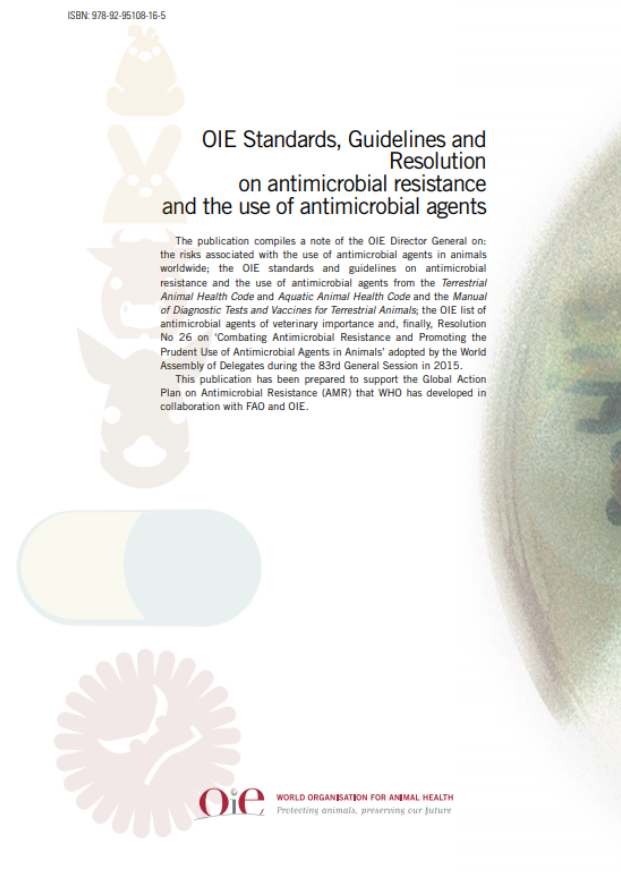 ISBN: 978-92-95108-16-5
OIE Standards, Guidelines and
Resolution
on antimicrobial resistance
and the use of antimicrobial agents
The publication compiles a note of the OIE Director General on:
the risks associated with the use of antimicrobial agents in animals
worldwide; the OIE standards and guidelines on antimicrobial
resistance and the use of antimicrobial agents from the Terrestrial
Animal Health Code and Aquatic Animal Health Code and the Manual
of Diagnostic Tests and Vaccines for Terrestrial Animals; the OIE list of
antimicrobial agents of veterinary importance and, finally, Resolution
No 26 on ‘Combating Antimicrobial Resistance and Promoting the
Prudent Use of Antimicrobial Agents in Animals’ adopted by the World
Assembly of Delegates during the 83rd General Session in 2015.
This publication has been prepared to support the Global Action
Plan on Antimicrobial Resistance (AMR) that WHO has developed in
collaboration with FAO and OIE.
Oie
WORLD ORGANISATION FOR ANIMAL HEALTH
Protecting animals, preserving our future